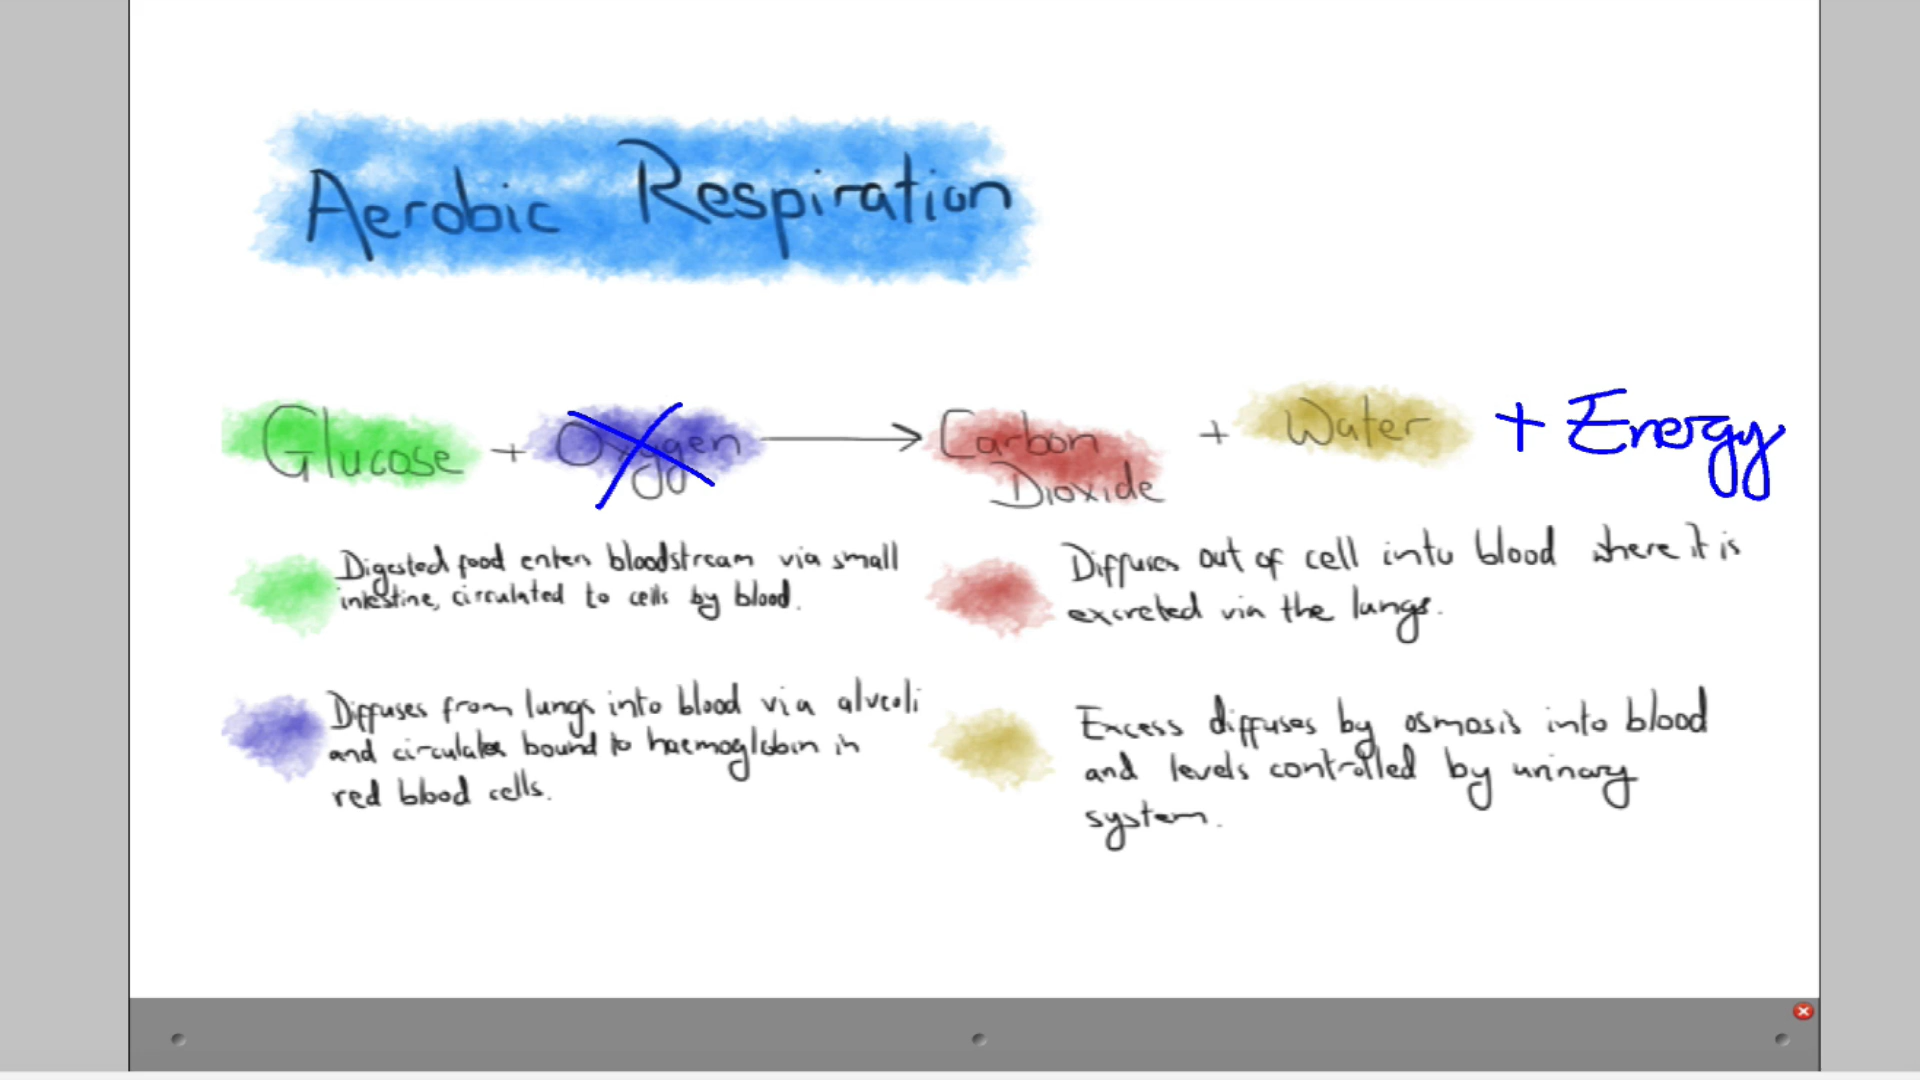 Aerobic Respiration
Glucose + Oxygen → Carbon Dioxide + Water + Energy
Digested food enters bloodstream via small
intestine, circulated to cells by blood.
Diffuses from lungs into blood via alveoli
and circulates bound to haemoglobin in
red blood cells.
Diffuses out of cell into blood where it is
excreted via the lungs.
Excess diffuses by osmosis into blood
and levels controlled by urinary
system.